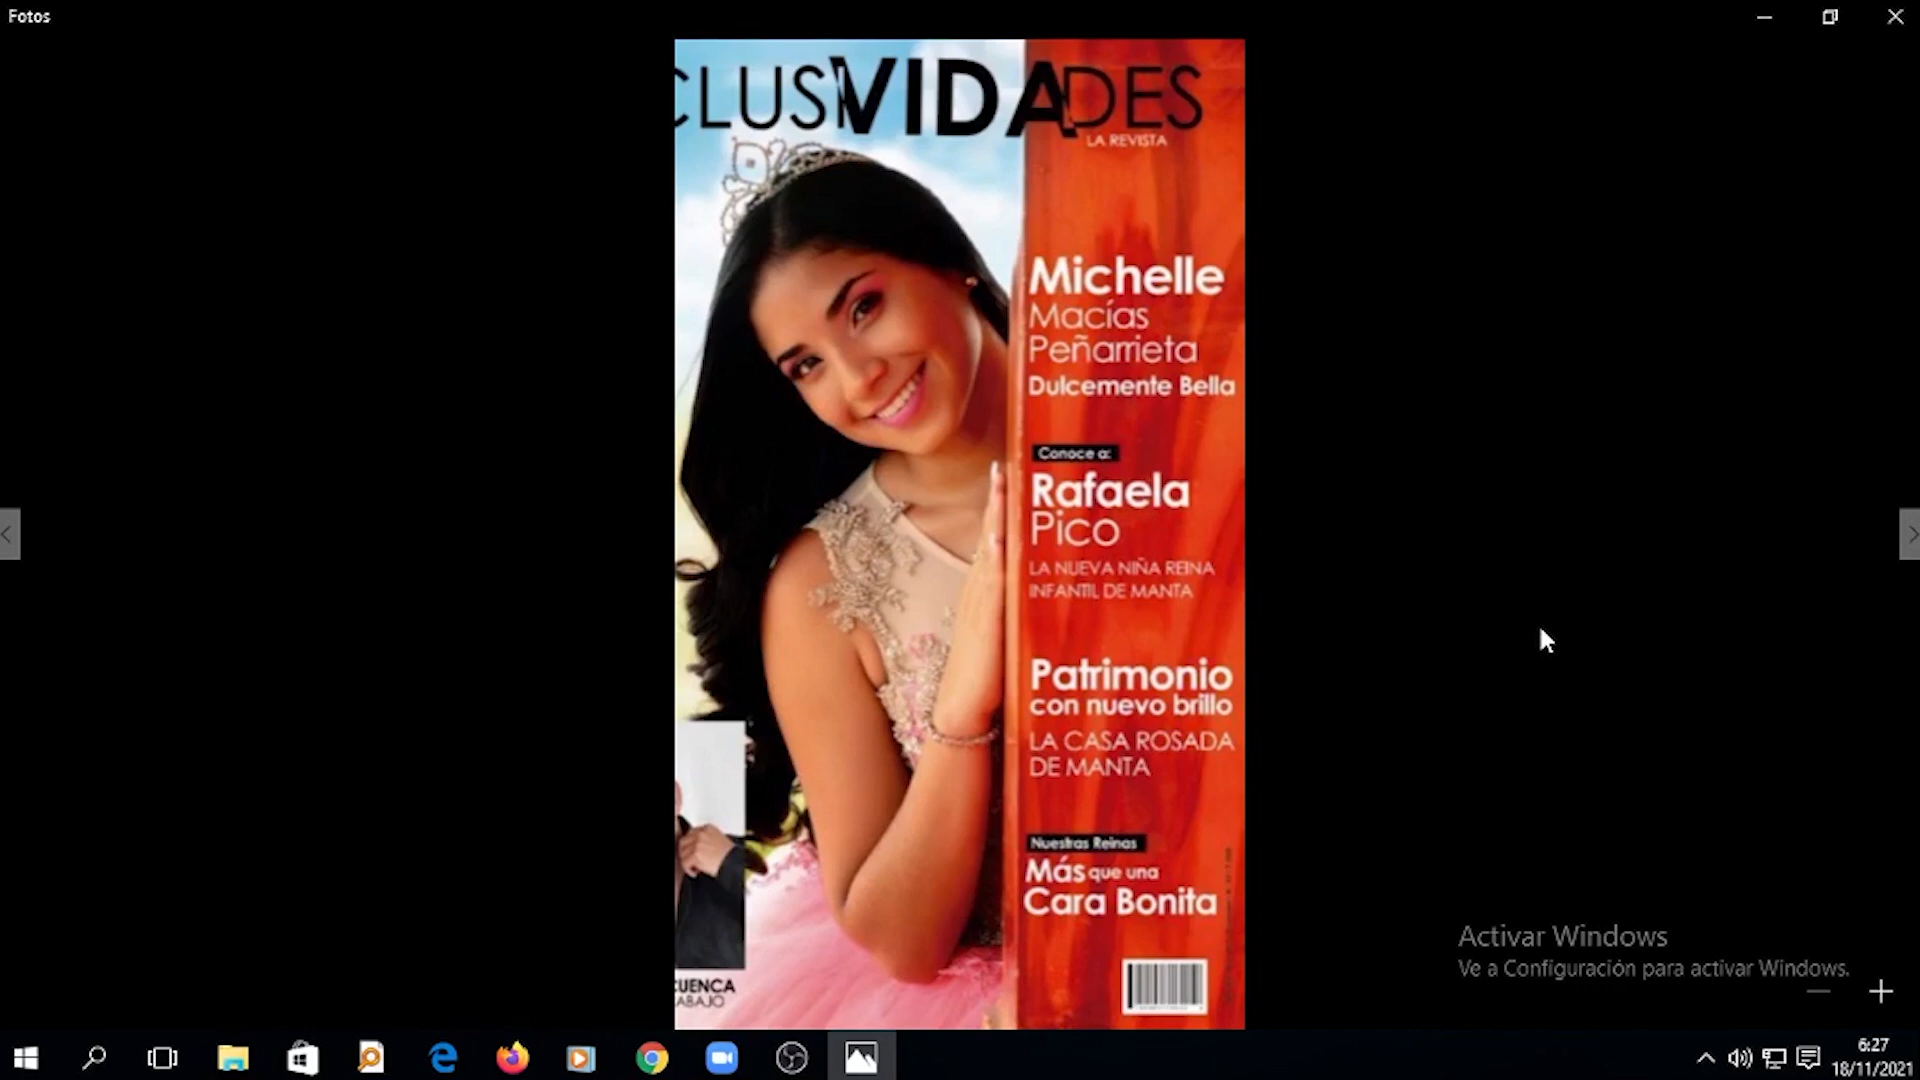 Fotos
CLUSIVIDADES
LA REVISTA
Michelle
Macías
Peñarrieta
Dulcemente Bella
Conoce a:
Rafaela
Pico
LA NUEVA NIÑA REINA
INFANTIL DE MANTA
Patrimonio
con nuevo brillo
LA CASA ROSADA
DE MANTA
Nuestras Reinas
Más que una
Cara Bonita
CUENCA
ABAJO
Activar Windows
Ve a Configuración para activar Windows.
6:27
18/11/2021